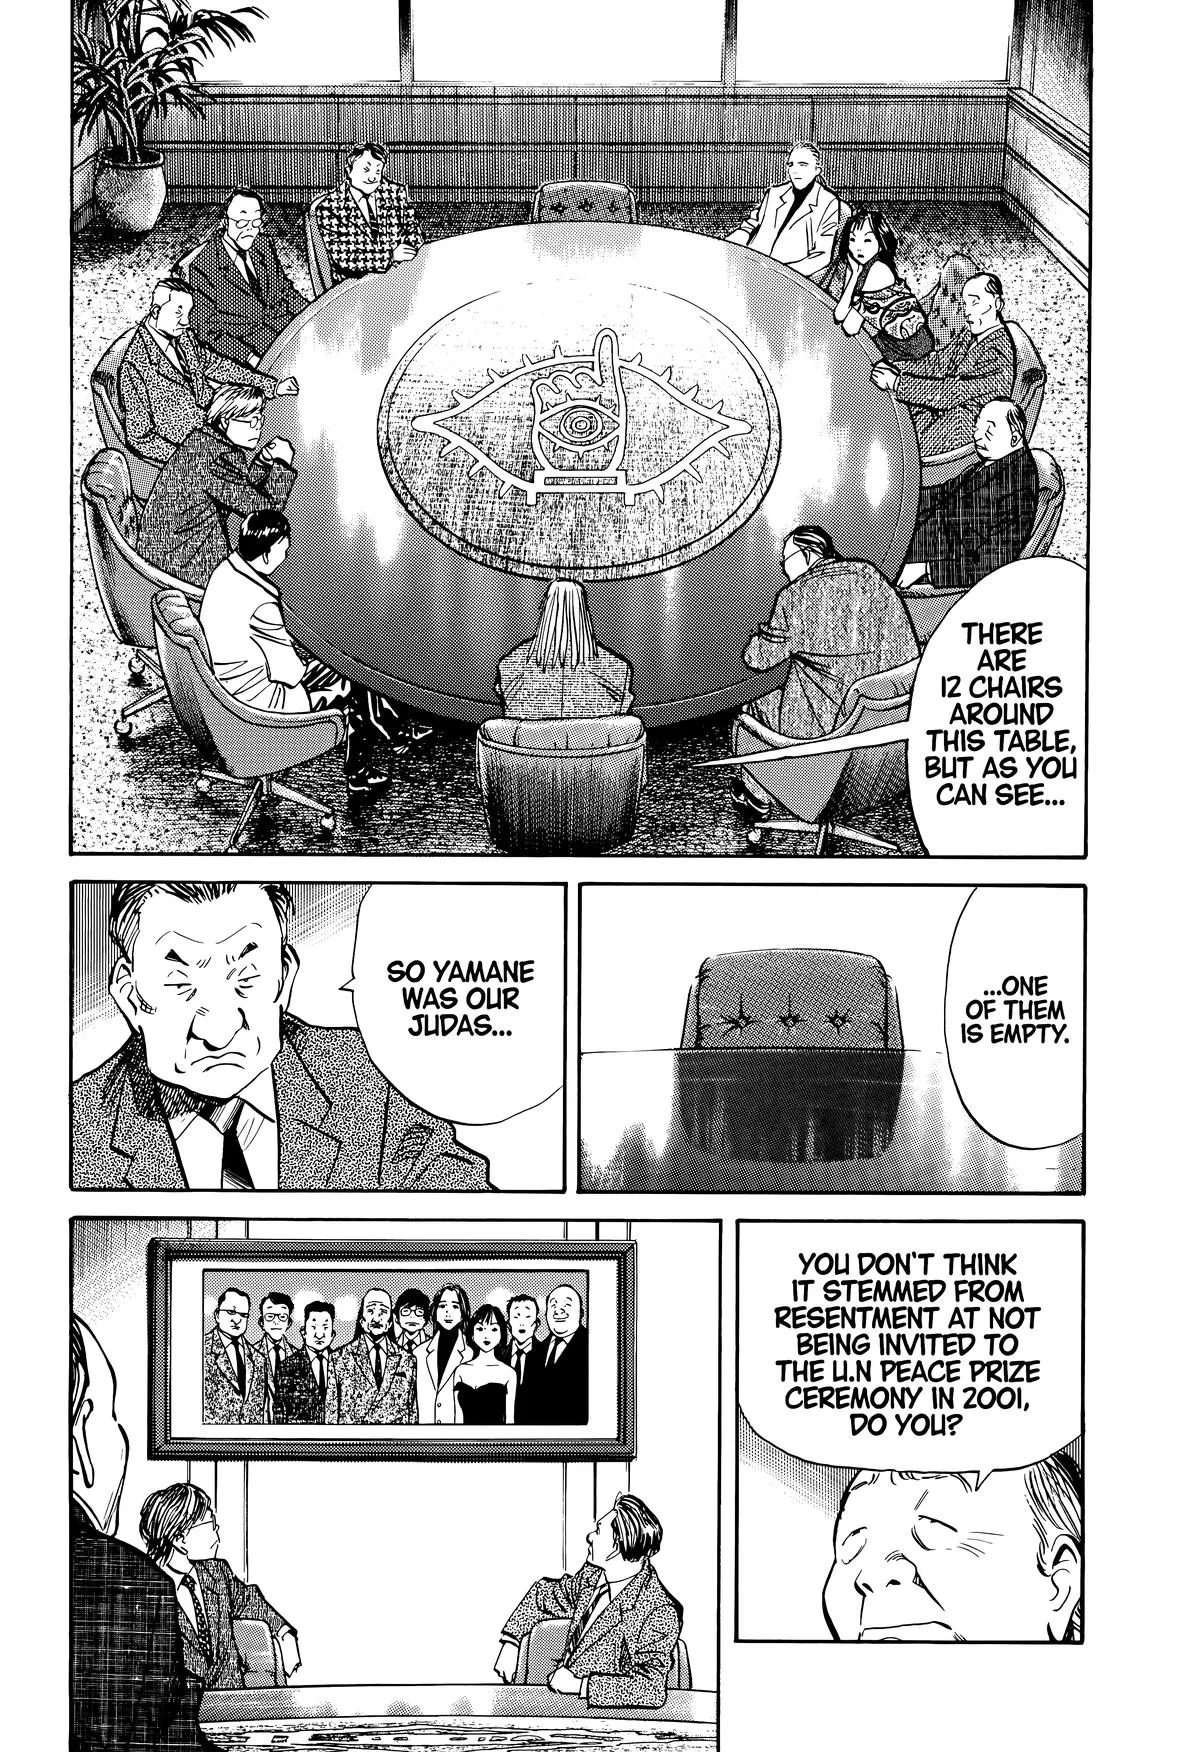 THERE
ARE
12 CHAIRS
AROUND
THIS TABLE,
BUT AS YOU
CAN SEE...
...ONE
OF THEM
IS EMPTY.
SO YAMANE
WAS OUR
JUDAS...
YOU DON'T THINK
IT STEMMED FROM
RESENTMENT AT NOT
BEING INVITED TO
THE U.N PEACE PRIZE
CEREMONY IN 2001,
DO YOU?